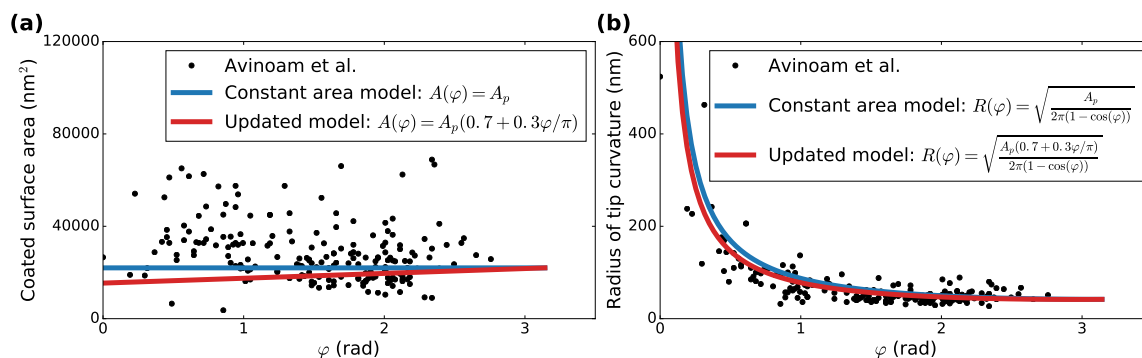 (a)
120000
80000
40000
0
Coated surface area (nm²)
Avinoam et al.
Constant area model: A(φ) = A_p
Updated model: A(φ) = A_p(0.7 + 0.3φ/π)
0
1
2
3
φ (rad)
(b)
600
400
200
0
Radius of tip curvature (nm)
Avinoam et al.
Constant area model: R(φ) = √(A_p / 2π(1 − cos(φ)))
Updated model: R(φ) = √(A_p(0.7 + 0.3φ/π) / 2π(1 − cos(φ)))
0
1
2
3
φ (rad)